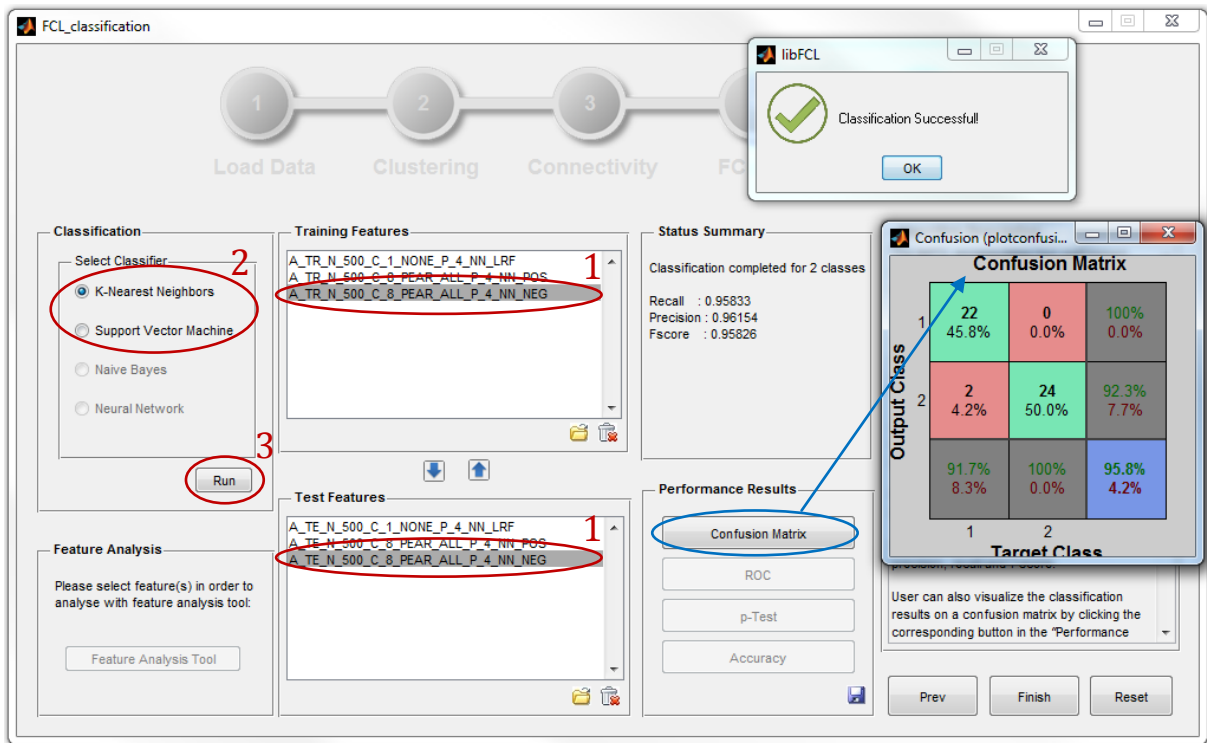 FCL_classification
1
2
3
Load Data
Clustering
Connectivity
FC
libFCL
Classification Successful!
OK
Classification
Select Classifier
2
K-Nearest Neighbors
Support Vector Machine
Naive Bayes
Neural Network
3
Run
Feature Analysis
Please select feature(s) in order to
analyse with feature analysis tool:
Feature Analysis Tool
Training Features
1
A_TR_N_500_C_1_NONE_P_4_NN_LRF
A_TR_N_500_C_8_PEAR_ALL_P_4_NN_POS
A_TR_N_500_C_8_PEAR_ALL_P_4_NN_NEG
Test Features
1
A_TE_N_500_C_1_NONE_P_4_NN_LRF
A_TE_N_500_C_8_PEAR_ALL_P_4_NN_POS
A_TE_N_500_C_8_PEAR_ALL_P_4_NN_NEG
Status Summary
Classification completed for 2 classes
Recall : 0.95833
Precision : 0.96154
Fscore : 0.95826
Performance Results
Confusion Matrix
ROC
p-Test
Accuracy
Confusion (plotconfusi...
Confusion Matrix
Output Class
1
22
0
100%
45.8%
0.0%
0.0%
2
2
24
92.3%
4.2%
50.0%
7.7%
91.7%
100%
95.8%
8.3%
0.0%
4.2%
1
2
Target Class
User can also visualize the classification
results on a confusion matrix by clicking the
corresponding button in the "Performance
Prev
Finish
Reset